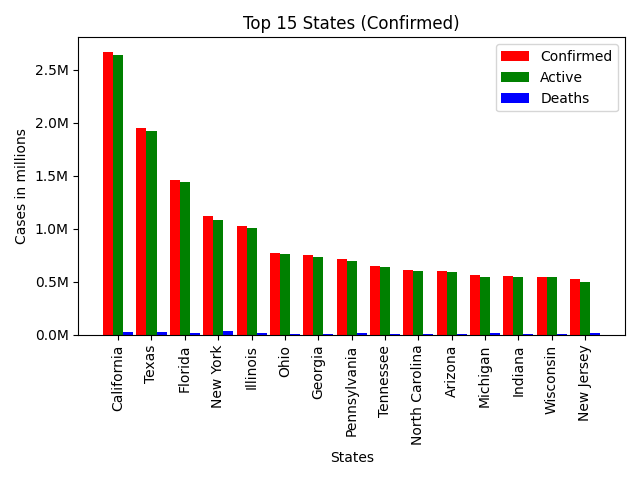 Top 15 States (Confirmed)
Confirmed
Active
Deaths
Cases in millions
2.5M
2.0M
1.5M
1.0M
0.5M
0.0M
California
Texas
Florida
New York
Illinois
Ohio
Georgia
Pennsylvania
Tennessee
North Carolina
Arizona
Michigan
Indiana
Wisconsin
New Jersey
States